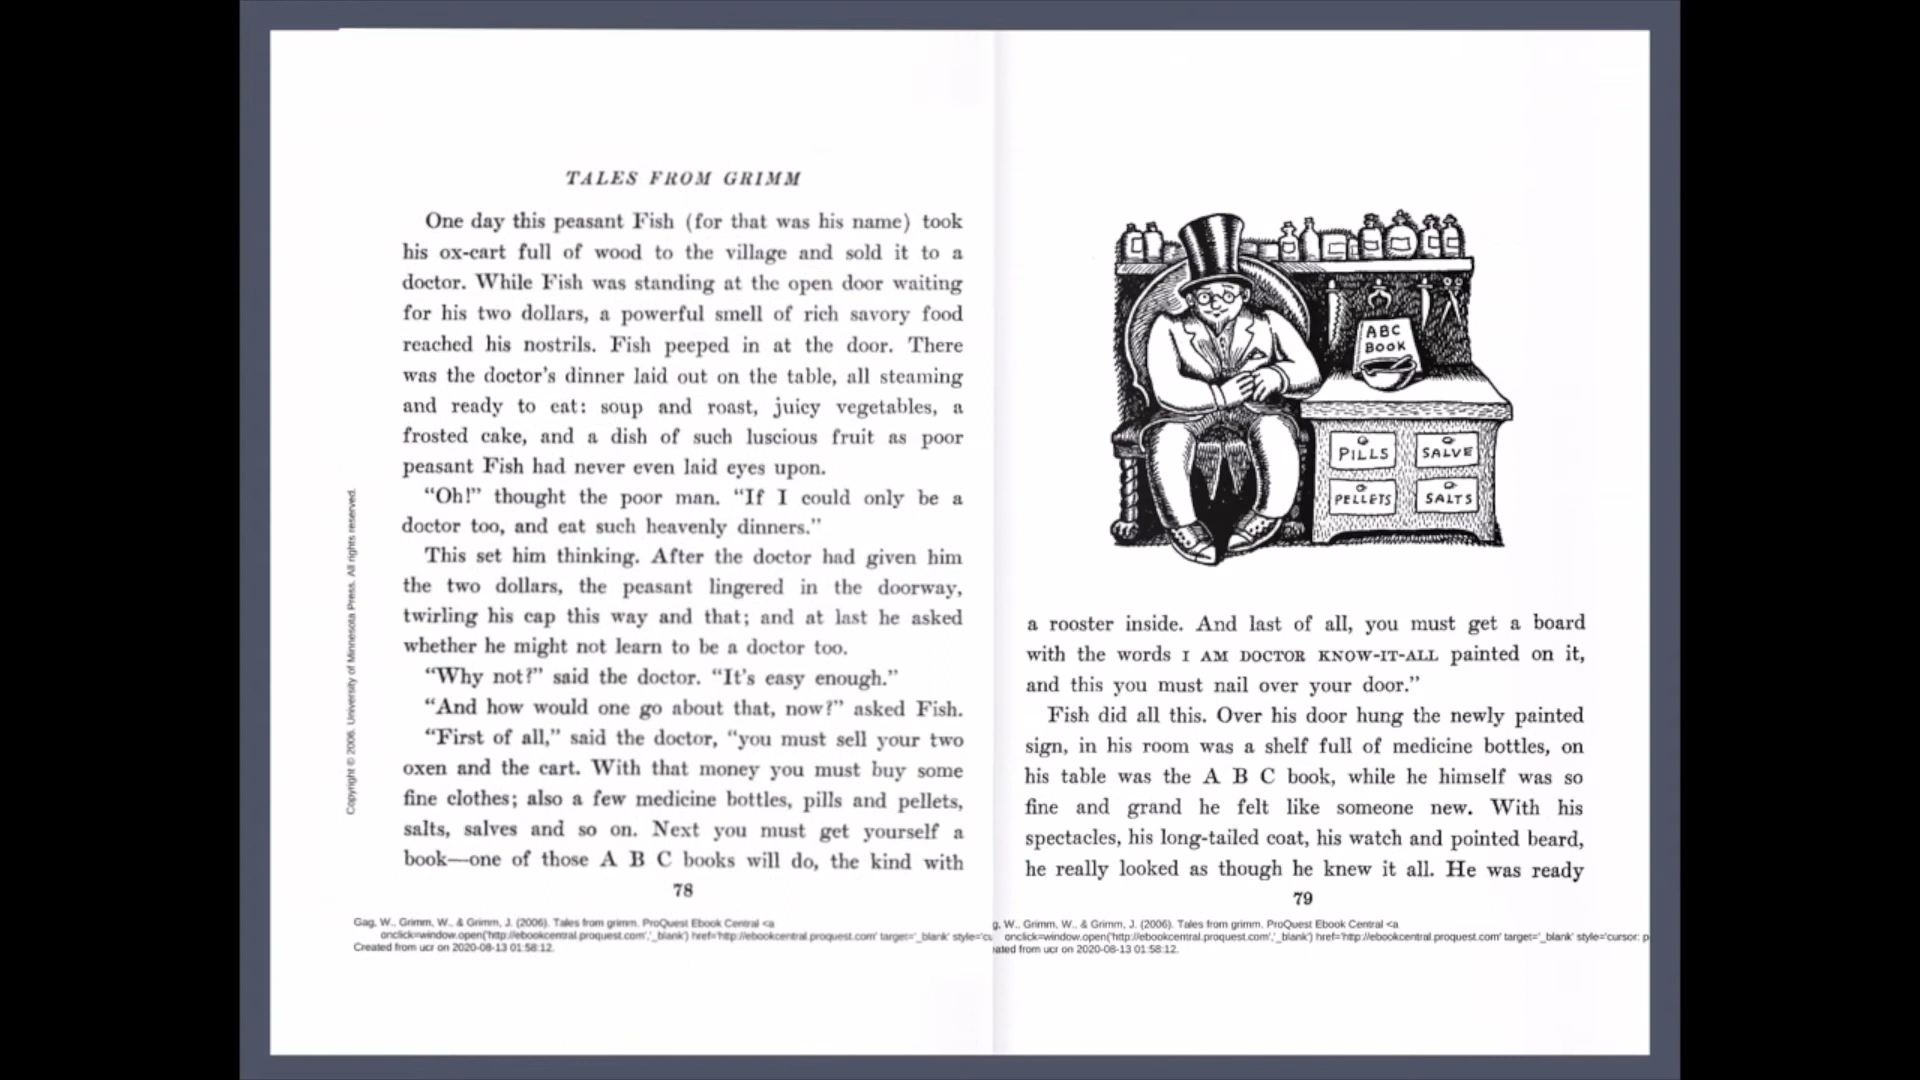 TALES FROM GRIMM
One day this peasant Fish (for that was his name) took
his ox-cart full of wood to the village and sold it to a
doctor. While Fish was standing at the open door waiting
for his two dollars, a powerful smell of rich savory food
reached his nostrils. Fish peeped in at the door. There
was the doctor's dinner laid out on the table, all steaming
and ready to eat: soup and roast, juicy vegetables, a
frosted cake, and a dish of such luscious fruit as poor
peasant Fish had never even laid eyes upon.
“Oh!” thought the poor man. “If I could only be a
doctor too, and eat such heavenly dinners.”
This set him thinking. After the doctor had given him
the two dollars, the peasant lingered in the doorway,
twirling his cap this way and that; and at last he asked
whether he might not learn to be a doctor too.
“Why not?” said the doctor. “It's easy enough.”
“And how would one go about that, now?” asked Fish.
“First of all,” said the doctor, “you must sell your two
oxen and the cart. With that money you must buy some
fine clothes; also a few medicine bottles, pills and pellets,
salts, salves and so on. Next you must get yourself a
book—one of those A B C books will do, the kind with
78
Copyright © 2006. University of Minnesota Press. All rights reserved.
Gag, W., Grimm, W., & Grimm, J. (2006). Tales from grimm. ProQuest Ebook Central <a
onclick=window.open('http://ebookcentral.proquest.com','_blank') href='http://ebookcentral.proquest.com' target='_blank' style='cu
Created from ucr on 2020-08-13 01:58:12.
ABC
BOOK
PILLS
SALVE
PELLETS
SALTS
a rooster inside. And last of all, you must get a board
with the words I AM DOCTOR KNOW-IT-ALL painted on it,
and this you must nail over your door.”
Fish did all this. Over his door hung the newly painted
sign, in his room was a shelf full of medicine bottles, on
his table was the A B C book, while he himself was so
fine and grand he felt like someone new. With his
spectacles, his long-tailed coat, his watch and pointed beard,
he really looked as though he knew it all. He was ready
79
g, W., Grimm, W., & Grimm, J. (2006). Tales from grimm. ProQuest Ebook Central <a
onclick=window.open('http://ebookcentral.proquest.com','_blank') href='http://ebookcentral.proquest.com' target='_blank' style='cursor: p
ated from ucr on 2020-08-13 01:58:12.